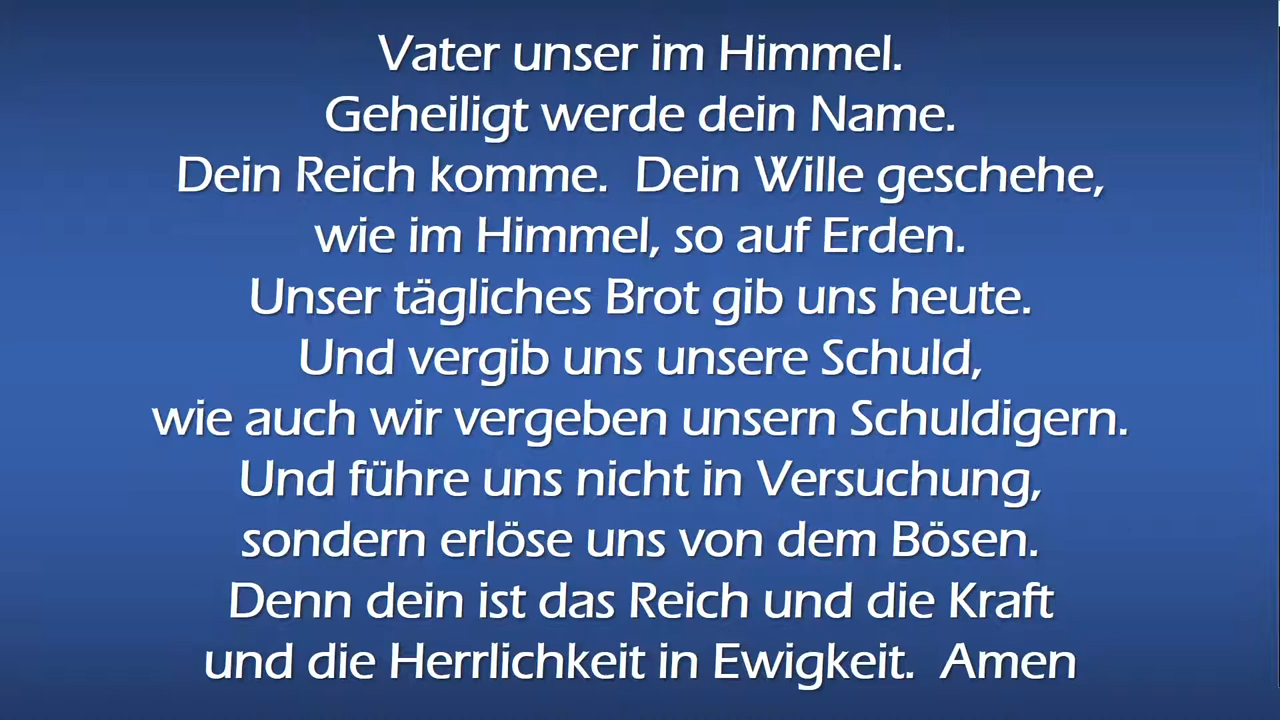 Vater unser im Himmel.
Geheiligt werde dein Name.
Dein Reich komme.  Dein Wille geschehe,
wie im Himmel, so auf Erden.
Unser tägliches Brot gib uns heute.
Und vergib uns unsere Schuld,
wie auch wir vergeben unsern Schuldigern.
Und führe uns nicht in Versuchung,
sondern erlöse uns von dem Bösen.
Denn dein ist das Reich und die Kraft
und die Herrlichkeit in Ewigkeit.  Amen